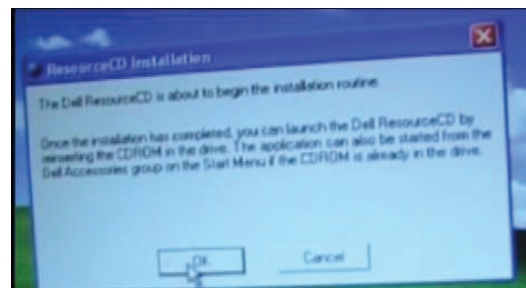 ResourceCD Installation
The Dell ResourceCD is about to begin the installation routine.
Once the installation has completed, you can launch the Dell ResourceCD by
reinserting the CDROM in the drive. The application can also be started from the
Dell Accessories group on the Start Menu if the CDROM is already in the drive.
OK
Cancel